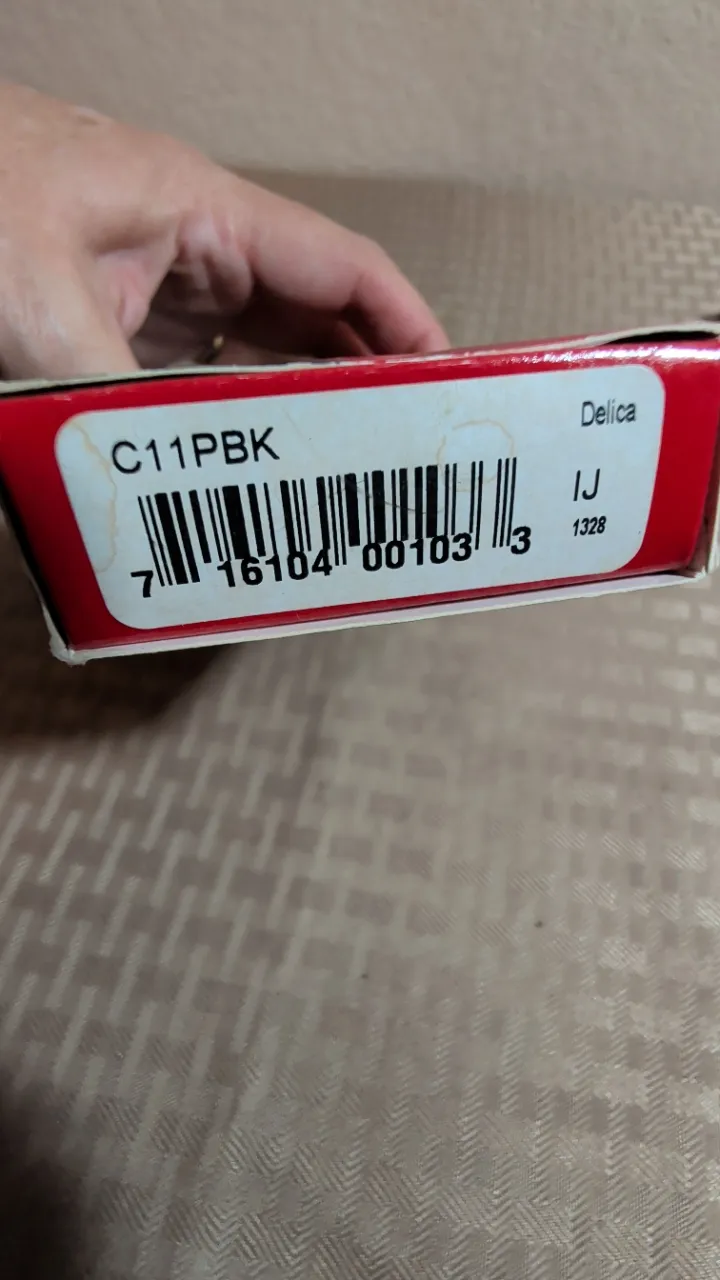 C11PBK
Delica
IJ
1328
7 16104 00103 3